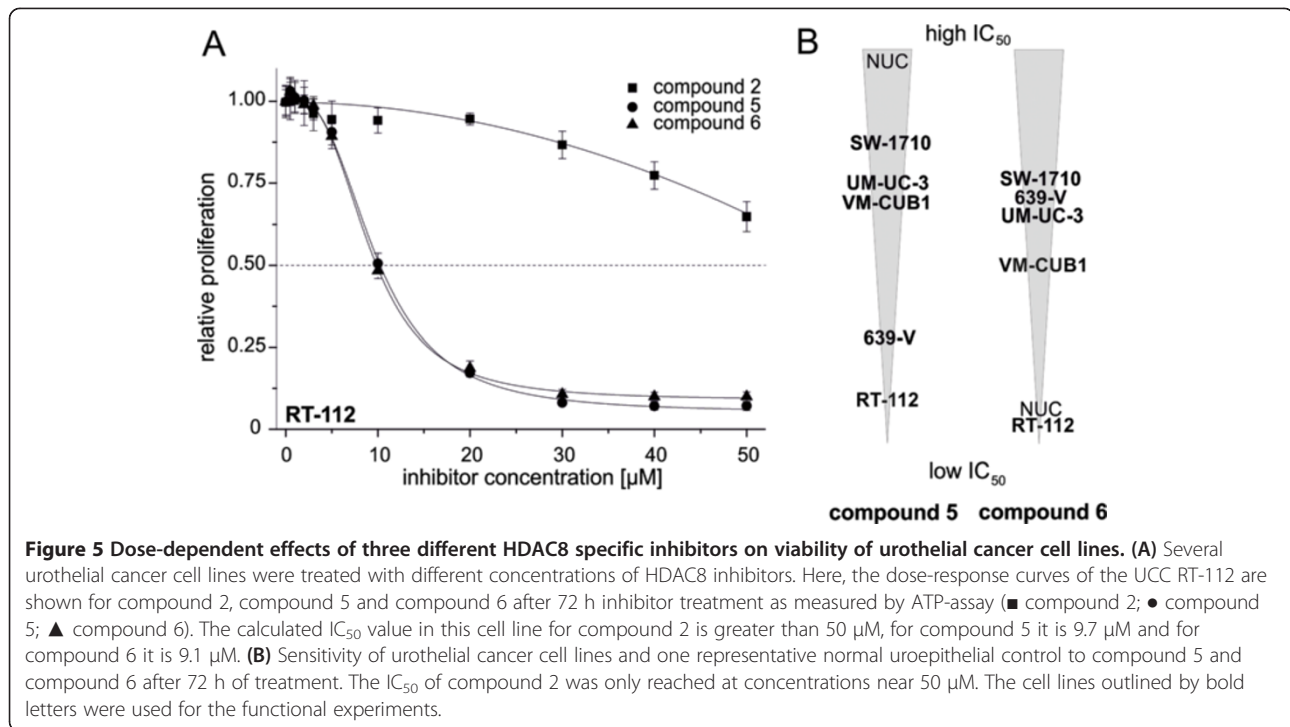 A
1.00
0.75
0.50
0.25
0
relative proliferation
■ compound 2
● compound 5
▲ compound 6
RT-112
0 10 20 30 40 50
inhibitor concentration [µM]
B
high IC50
NUC
SW-1710
UM-UC-3
VM-CUB1
639-V
RT-112
SW-1710
639-V
UM-UC-3
VM-CUB1
NUC
RT-112
low IC50
compound 5 compound 6
Figure 5 Dose-dependent effects of three different HDAC8 specific inhibitors on viability of urothelial cancer cell lines. (A) Several
urothelial cancer cell lines were treated with different concentrations of HDAC8 inhibitors. Here, the dose-response curves of the UCC RT-112 are
shown for compound 2, compound 5 and compound 6 after 72 h inhibitor treatment as measured by ATP-assay (■ compound 2; ● compound
5; ▲ compound 6). The calculated IC50 value in this cell line for compound 2 is greater than 50 µM, for compound 5 it is 9.7 µM and for
compound 6 it is 9.1 µM. (B) Sensitivity of urothelial cancer cell lines and one representative normal uroepithelial control to compound 5 and
compound 6 after 72 h of treatment. The IC50 of compound 2 was only reached at concentrations near 50 µM. The cell lines outlined by bold
letters were used for the functional experiments.